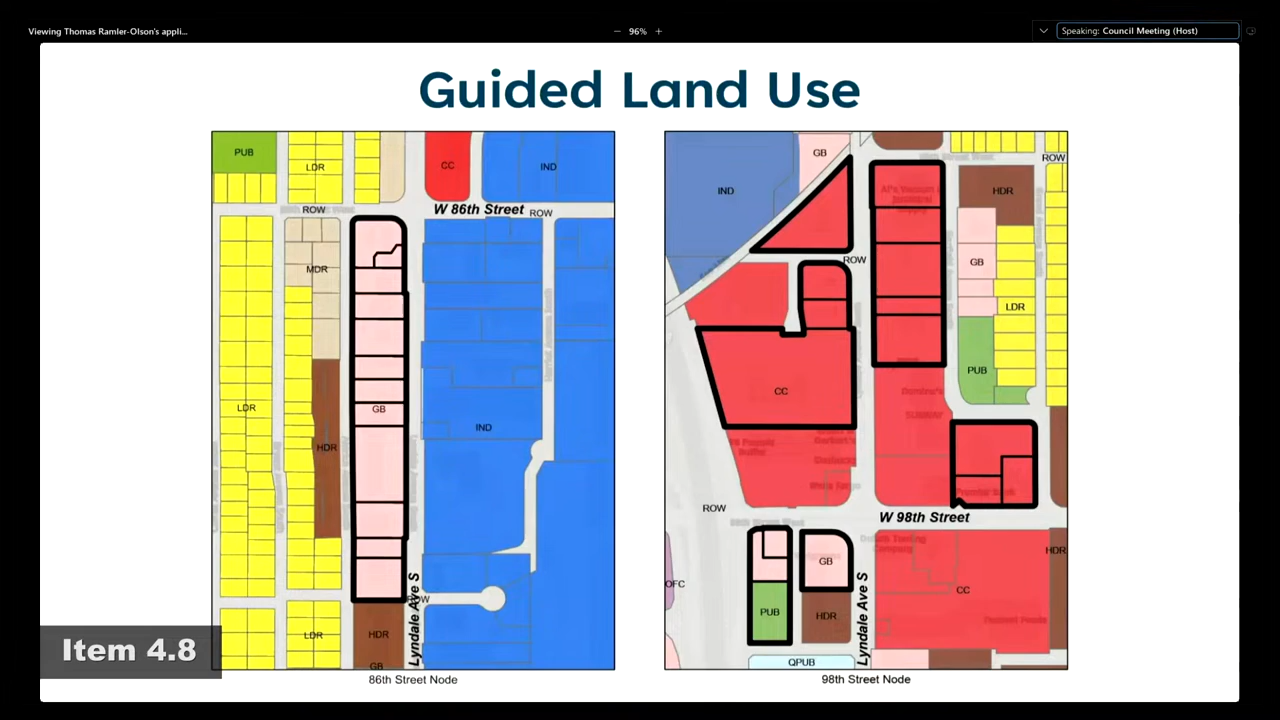 Viewing Thomas Ramler-Olson's appli...
96%
Speaking: Council Meeting (Host)
Guided Land Use
PUB
LDR
CC
IND
ROW
W 86th Street
ROW
MDR
LDR
GB
HDR
IND
ROW
LDR
HDR
GB
Lyndale Ave S
86th Street Node
GB
IND
ROW
HDR
ROW
GB
LDR
PUB
CC
SUBWAY
ROW
W 98th Street
HDR
GB
OFC
CC
PUB
HDR
Lyndale Ave S
QPUB
98th Street Node
Item 4.8